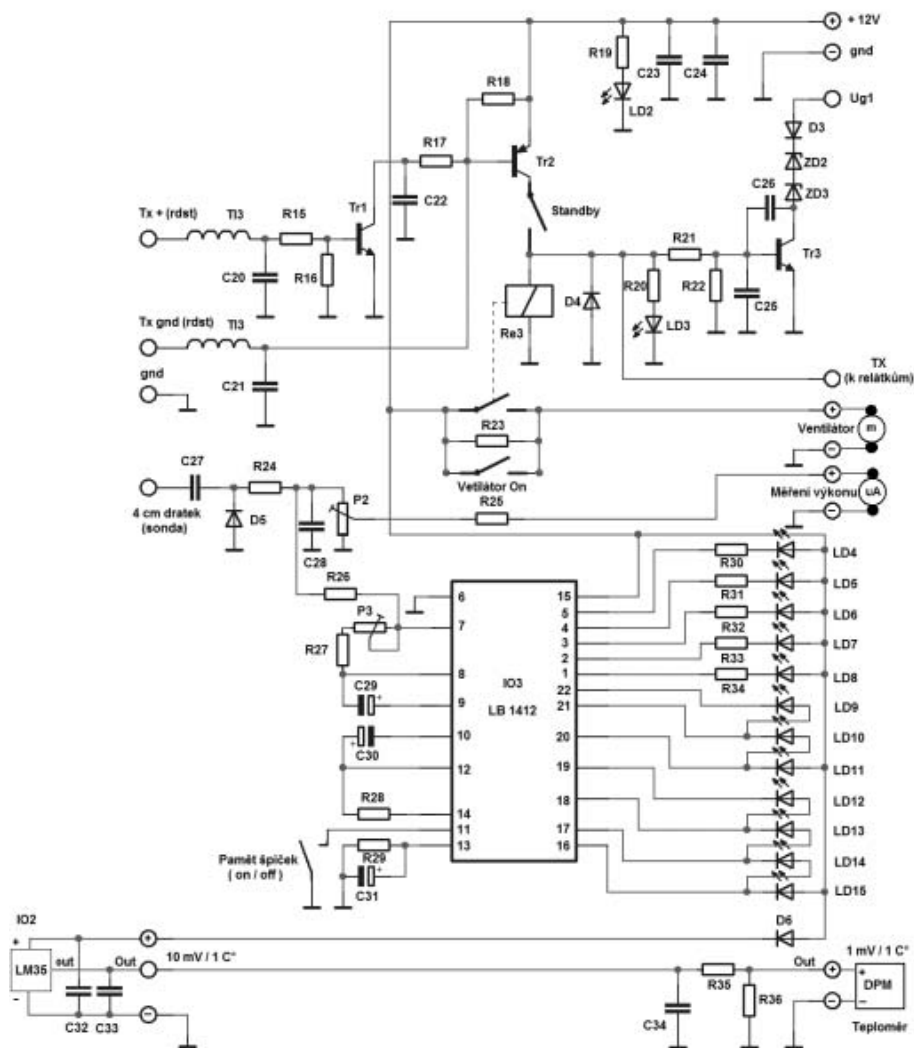 + 12V
gnd
Ug1
R19
C23
C24
LD2
R18
D3
ZD2
ZD3
R17
Tr2
C22
C26
Standby
Tx + (rdst)
Tl3
R15
Tr1
R16
C20
R21
Tr3
D4
R20
R22
C25
LD3
Re3
Tx gnd (rdst)
Tl3
gnd
C21
TX
(k relátkům)
R23
Vetilátor On
+
Ventilátor
m
−
C27
R24
P2
R25
+
Měření výkonu
uA
−
4 cm dratek
(sonda)
D5
C28
R26
P3
R27
C29
+
C30
+
R28
R29
C31
+
Pamět špiček
( on / off )
IO3
LB 1412
6
7
8
9
10
12
14
11
13
15
5
4
3
2
1
22
21
20
19
18
17
16
R30
R31
R32
R33
R34
LD4
LD5
LD6
LD7
LD8
LD9
LD10
LD11
LD12
LD13
LD14
LD15
D6
IO2
+
LM35
−
out
Out
10 mV / 1 C°
+
−
C32
C33
C34
R35
R36
Out
1 mV / 1 C°
+
−
+
DPM
−
Teploměr